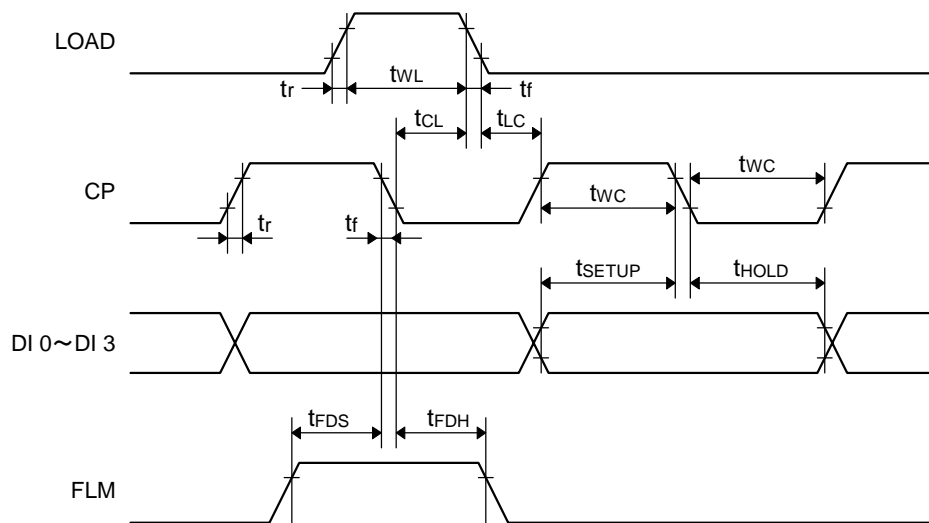 LOAD
tr
tWL
tf
tCL
tLC
CP
tr
tf
tWC
tWC
tSETUP
tHOLD
DI 0～DI 3
tFDS
tFDH
FLM